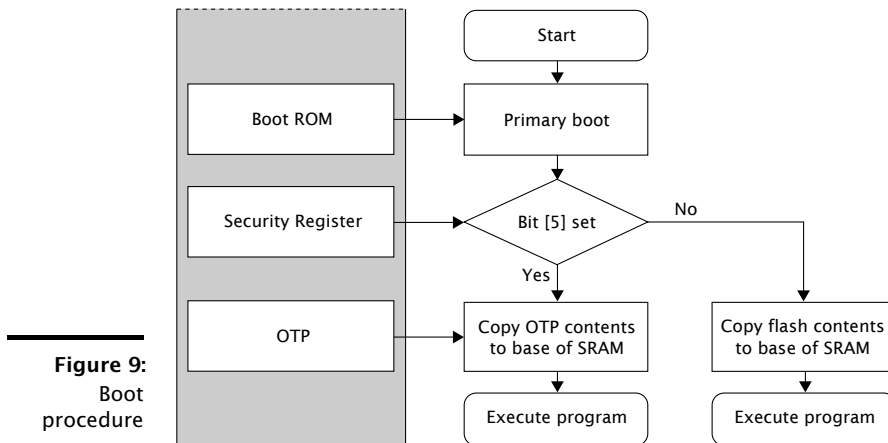 Start
Boot ROM
Primary boot
Security Register
Bit [5] set
No
Yes
OTP
Copy OTP contents
to base of SRAM
Copy flash contents
to base of SRAM
Execute program
Execute program
Figure 9:
Boot
procedure